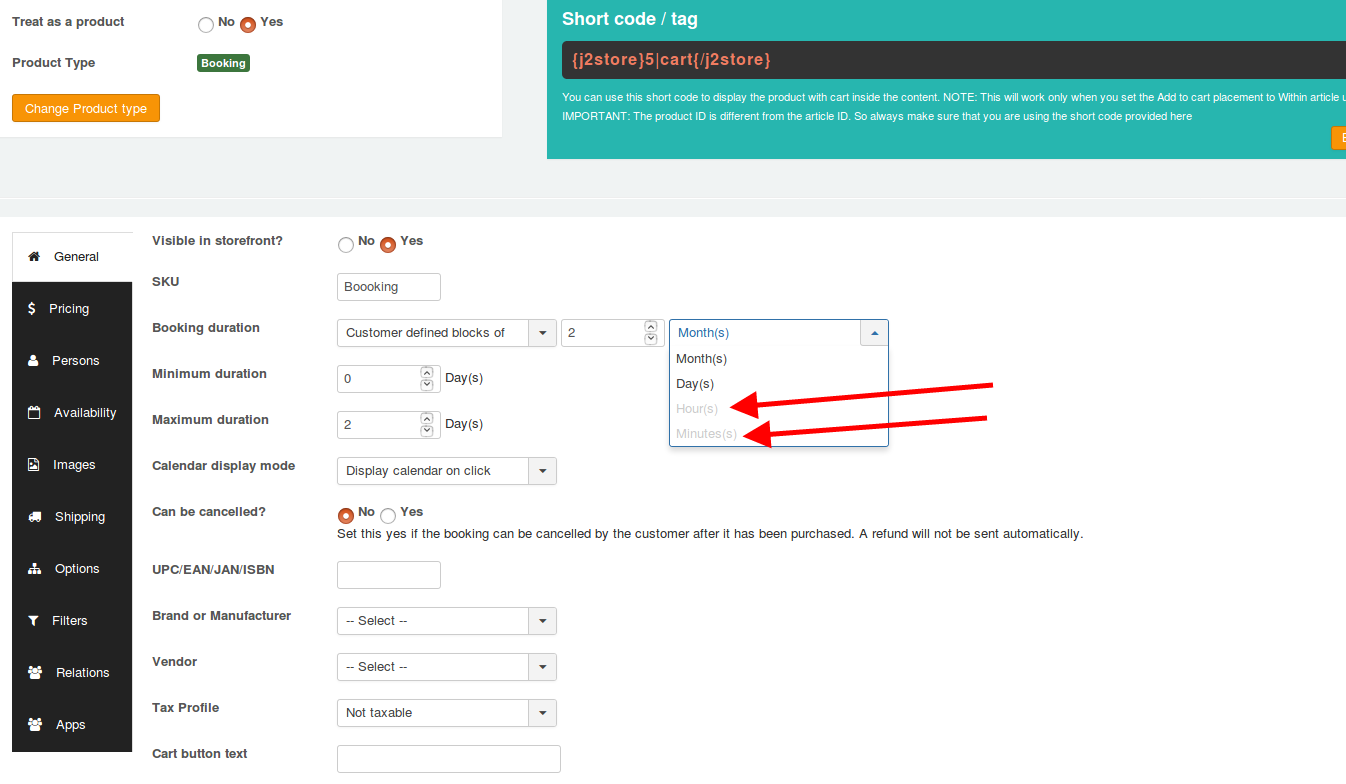 Treat as a product
No Yes
Product Type
Booking
Change Product type
Short code / tag
{j2store}5|cart{/j2store}
You can use this short code to display the product with cart inside the content. NOTE: This will work only when you set the Add to cart placement to Within article
IMPORTANT: The product ID is different from the article ID. So always make sure that you are using the short code provided here
General
Pricing
Persons
Availability
Images
Shipping
Options
Filters
Relations
Apps
Visible in storefront?
No Yes
SKU
Boooking
Booking duration
Customer defined blocks of
2
Month(s)
Month(s)
Day(s)
Hour(s)
Minutes(s)
Minimum duration
0
Day(s)
Maximum duration
2
Day(s)
Calendar display mode
Display calendar on click
Can be cancelled?
No Yes
Set this yes if the booking can be cancelled by the customer after it has been purchased. A refund will not be sent automatically.
UPC/EAN/JAN/ISBN
Brand or Manufacturer
-- Select --
Vendor
-- Select --
Tax Profile
Not taxable
Cart button text